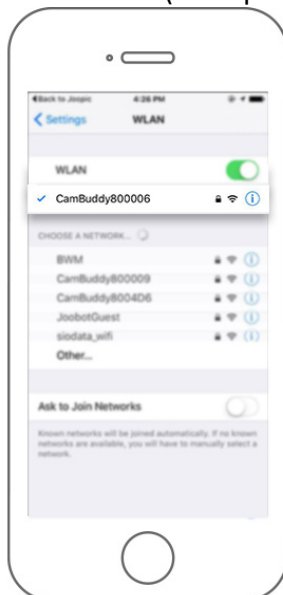 Back to Joopic 4:26 PM
Settings WLAN
WLAN
CamBuddy800006
CHOOSE A NETWORK...
BWM
CamBuddy800009
CamBuddy8004D6
JoobotGuest
siodata_wifi
Other...
Ask to Join Networks
Known networks will be joined automatically. If no known
networks are available, you will have to manually select a
network.